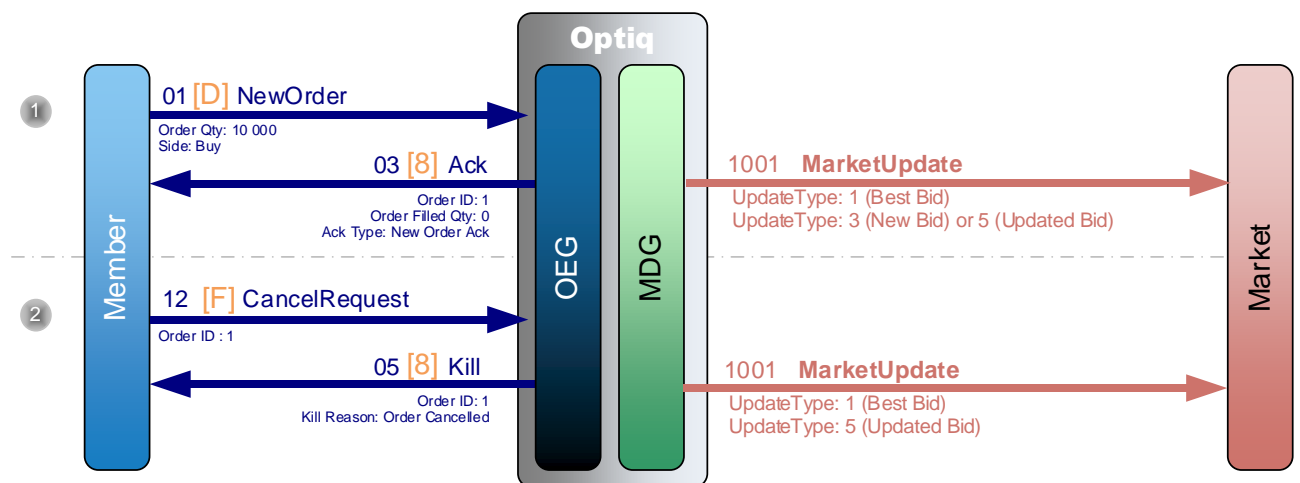 Optiq
1
01 [D] NewOrder
Order Qty: 10 000
Side: Buy
03 [8] Ack
Order ID: 1
Order Filled Qty: 0
Ack Type: New Order Ack
1001 MarketUpdate
UpdateType: 1 (Best Bid)
UpdateType: 3 (New Bid) or 5 (Updated Bid)
Member
OEG
MDG
Market
2
12 [F] CancelRequest
Order ID : 1
05 [8] Kill
Order ID: 1
Kill Reason: Order Cancelled
1001 MarketUpdate
UpdateType: 1 (Best Bid)
UpdateType: 5 (Updated Bid)